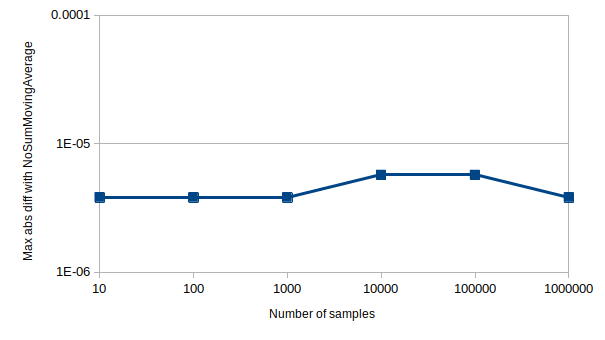 0.0001
1E-05
1E-06
Max abs diff with NoSumMovingAverage
10 100 1000 10000 100000 1000000
Number of samples